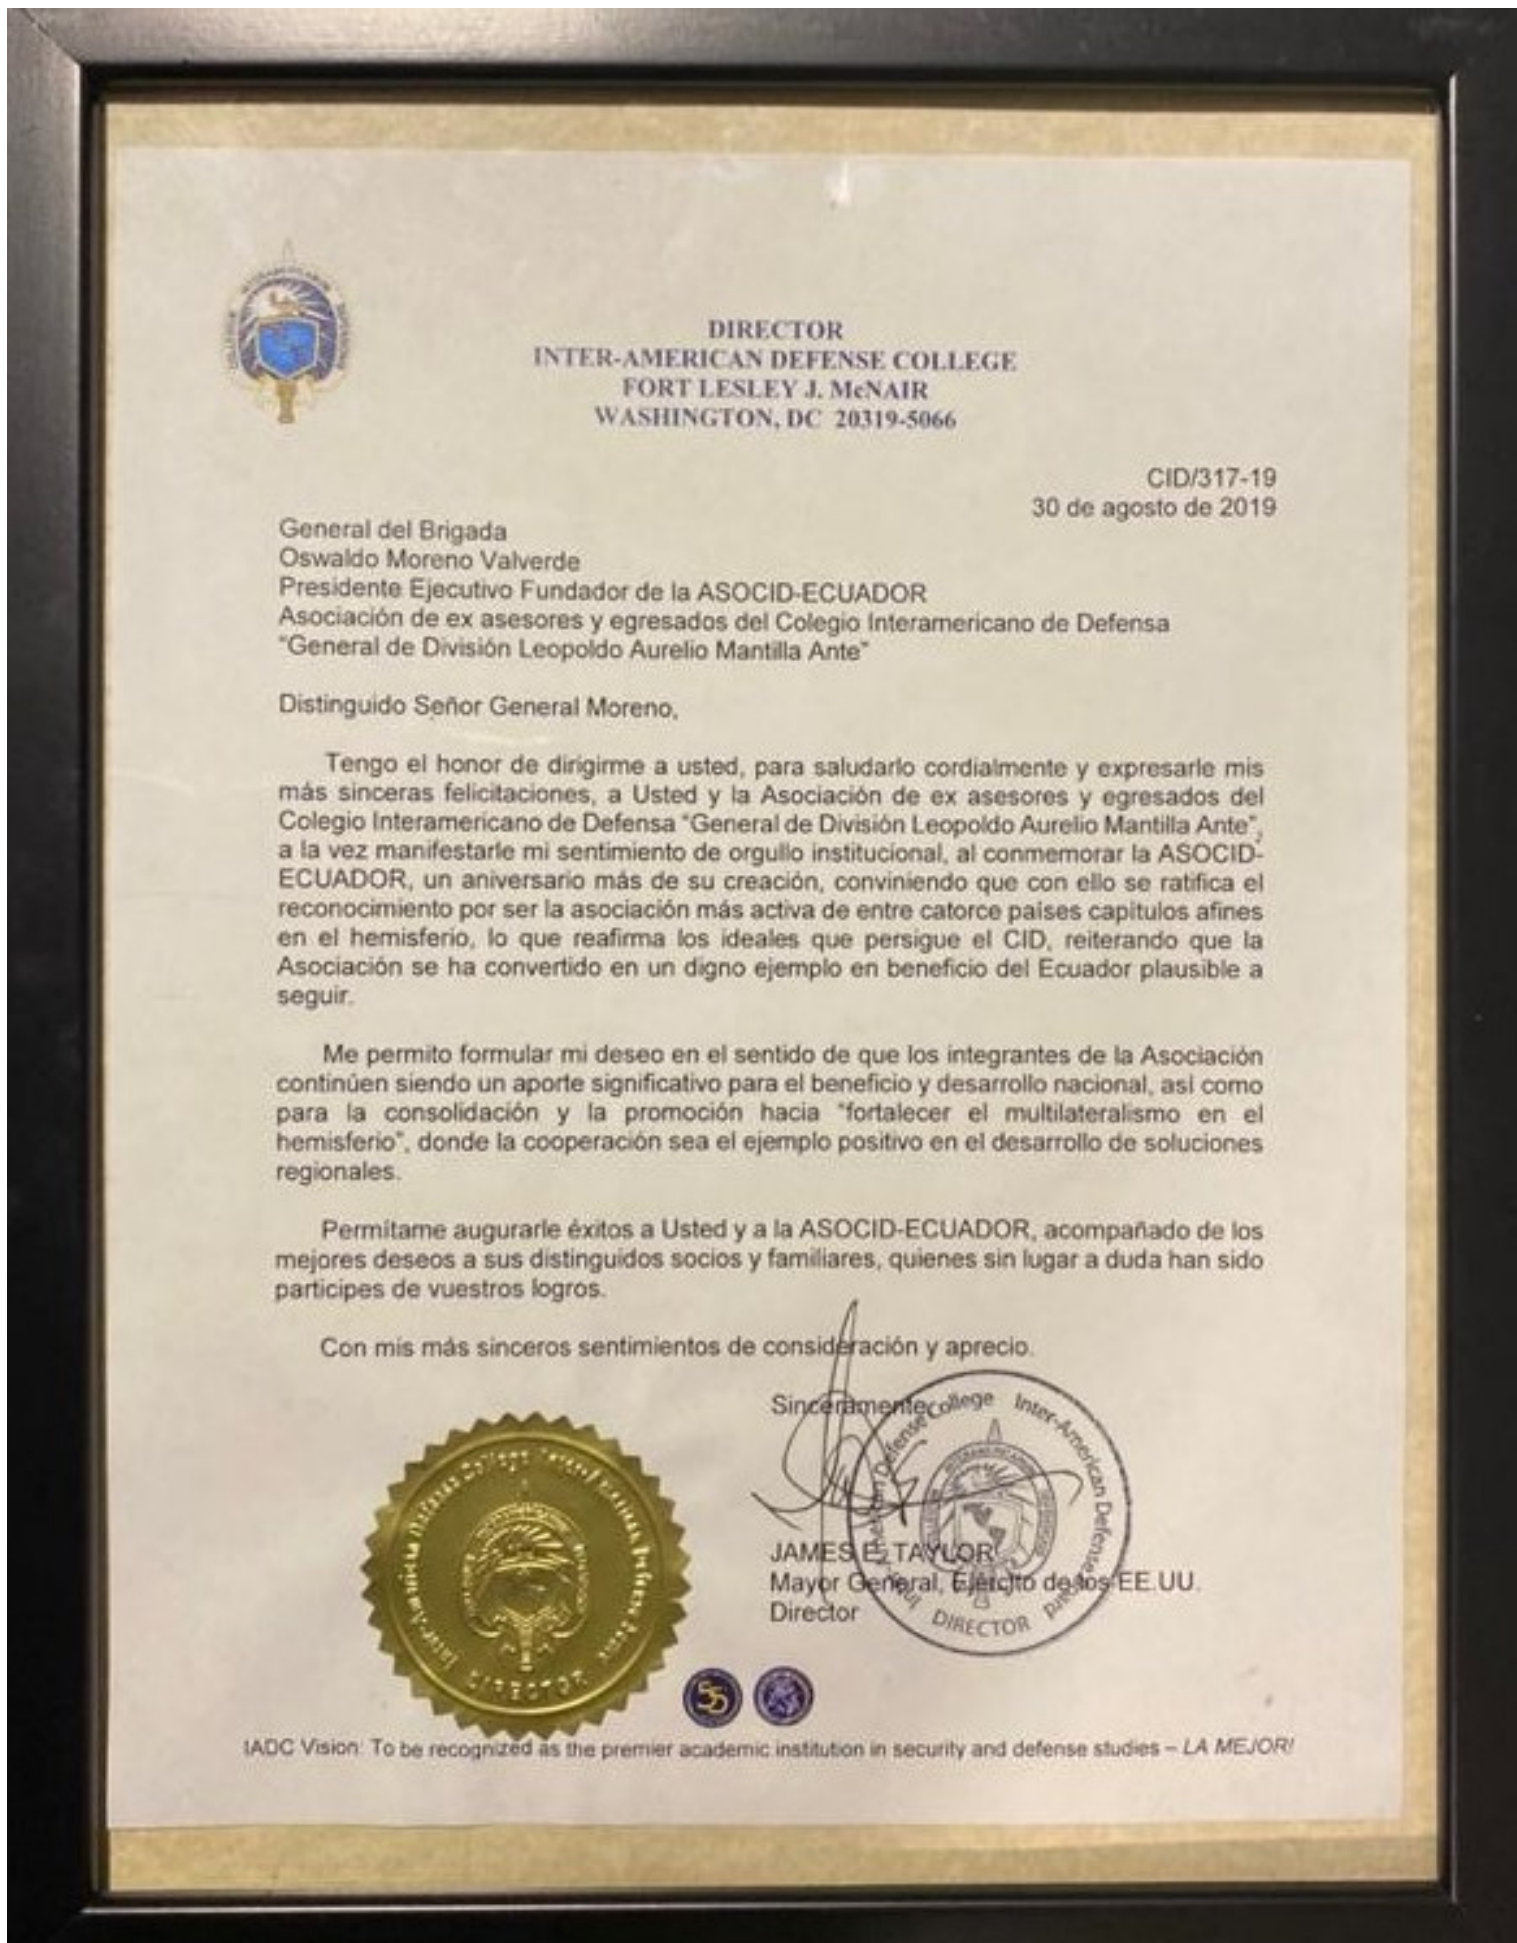 DIRECTOR
INTER-AMERICAN DEFENSE COLLEGE
FORT LESLEY J. McNAIR
WASHINGTON, DC 20319-5066
CID/317-19
30 de agosto de 2019
General del Brigada
Oswaldo Moreno Valverde
Presidente Ejecutivo Fundador de la ASOCID-ECUADOR
Asociación de ex asesores y egresados del Colegio Interamericano de Defensa
"General de División Leopoldo Aurelio Mantilla Ante"
Distinguido Señor General Moreno,
Tengo el honor de dirigirme a usted, para saludarlo cordialmente y expresarle mis
más sinceras felicitaciones, a Usted y la Asociación de ex asesores y egresados del
Colegio Interamericano de Defensa "General de División Leopoldo Aurelio Mantilla Ante",
a la vez manifestarle mi sentimiento de orgullo institucional, al conmemorar la ASOCID-
ECUADOR, un aniversario más de su creación, conviniendo que con ello se ratifica el
reconocimiento por ser la asociación más activa de entre catorce países capítulos afines
en el hemisferio, lo que reafirma los ideales que persigue el CID, reiterando que la
Asociación se ha convertido en un digno ejemplo en beneficio del Ecuador plausible a
seguir.
Me permito formular mi deseo en el sentido de que los integrantes de la Asociación
continúen siendo un aporte significativo para el beneficio y desarrollo nacional, así como
para la consolidación y la promoción hacia "fortalecer el multilateralismo en el
hemisferio", donde la cooperación sea el ejemplo positivo en el desarrollo de soluciones
regionales.
Permítame augurarle éxitos a Usted y a la ASOCID-ECUADOR, acompañado de los
mejores deseos a sus distinguidos socios y familiares, quienes sin lugar a duda han sido
participes de vuestros logros.
Con mis más sinceros sentimientos de consideración y aprecio.
Sinceramente
Defense College Inter-American Defense
DIRECTOR
JAMES E. TAYLOR
Mayor General, Ejército de los EE.UU.
Director
Inter-American Defense College
DIRECTOR
55
IADC Vision: To be recognized as the premier academic institution in security and defense studies – LA MEJOR!